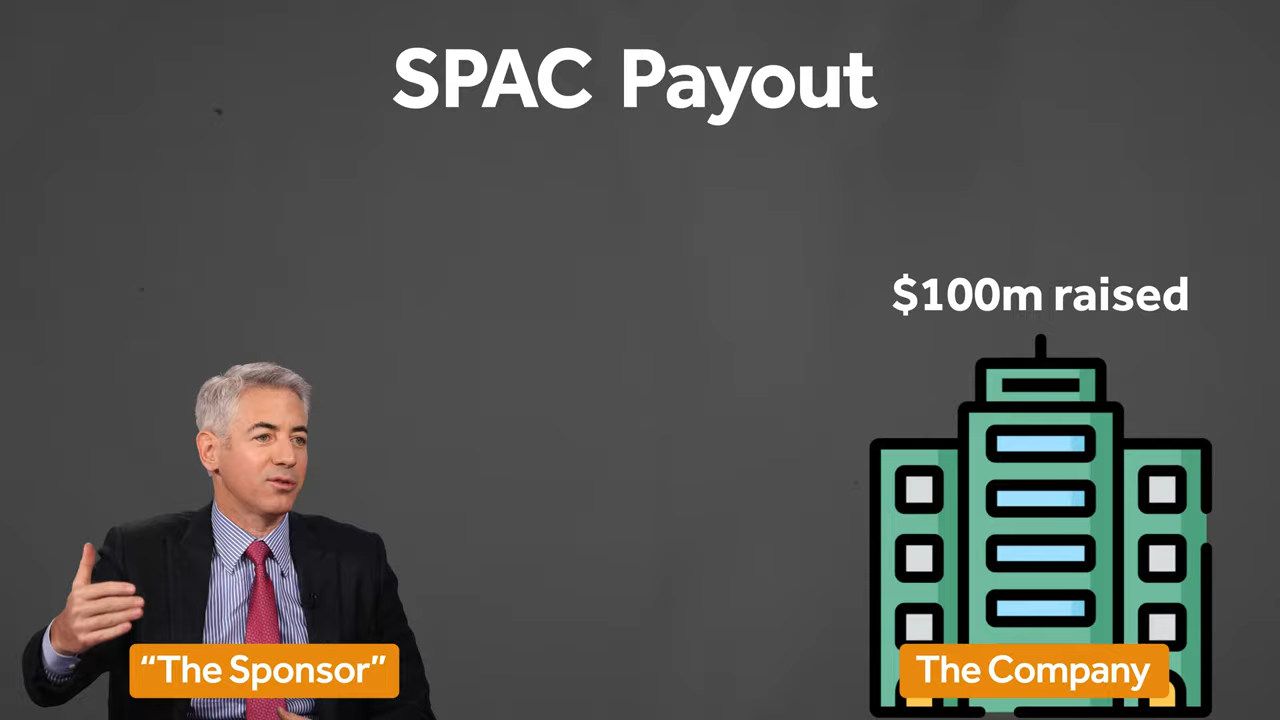 SPAC Payout
$100m raised
“The Sponsor”
The Company